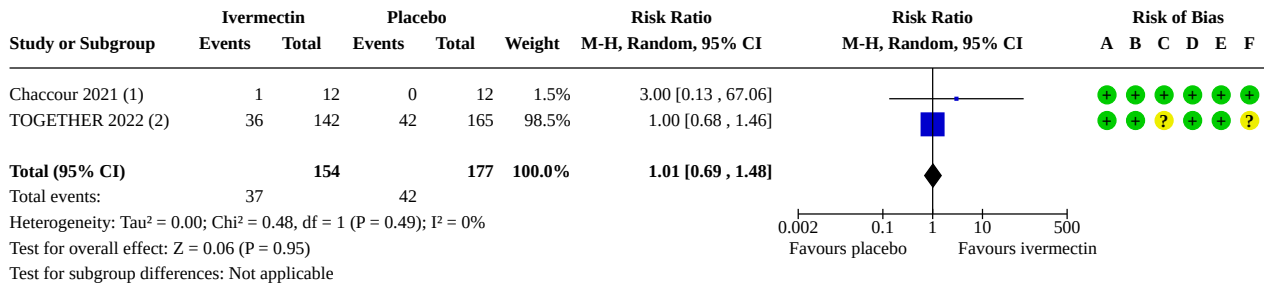 Ivermectin Placebo Risk Ratio Risk Ratio Risk of Bias
Study or Subgroup Events Total Events Total Weight M-H, Random, 95% CI M-H, Random, 95% CI A B C D E F
Chaccour 2021 (1) 1 12 0 12 1.5% 3.00 [0.13 , 67.06] + + + + + +
TOGETHER 2022 (2) 36 142 42 165 98.5% 1.00 [0.68 , 1.46] + + ? + + ?
Total (95% CI) 154 177 100.0% 1.01 [0.69 , 1.48]
Total events: 37 42
Heterogeneity: Tau² = 0.00; Chi² = 0.48, df = 1 (P = 0.49); I² = 0%
0.002 0.1 1 10 500
Test for overall effect: Z = 0.06 (P = 0.95)
Favours placebo Favours ivermectin
Test for subgroup differences: Not applicable